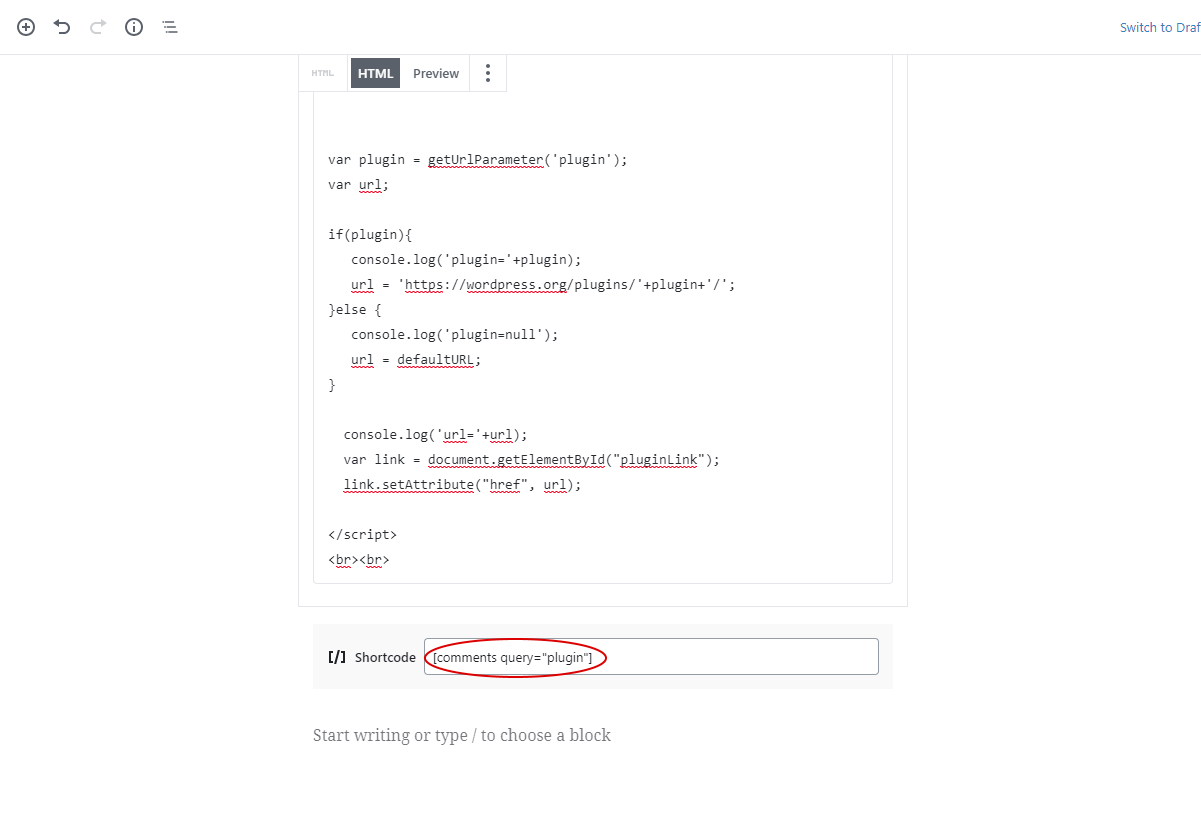 Switch to Draf
HTML HTML Preview
var plugin = getUrlParameter('plugin');
var url;
if(plugin){
console.log('plugin='+plugin);
url = 'https://wordpress.org/plugins/'+plugin+'/';
}else {
console.log('plugin=null');
url = defaultURL;
}
console.log('url='+url);
var link = document.getElementById("pluginLink");
link.setAttribute("href", url);
</script>
<br><br>
[/] Shortcode [comments query="plugin"]
Start writing or type / to choose a block